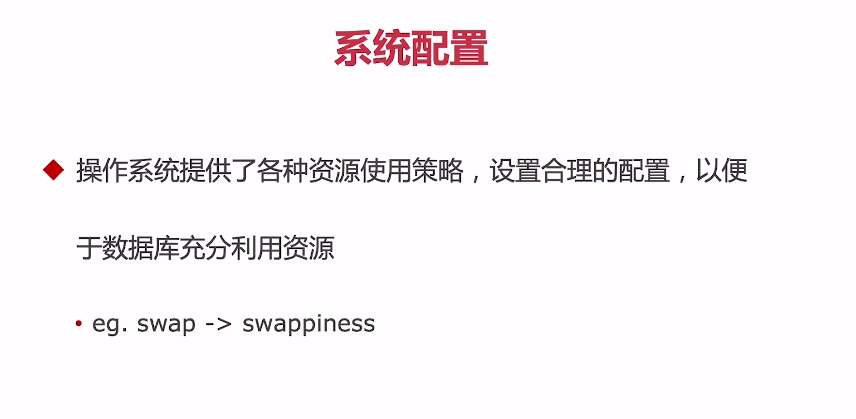 系统配置
操作系统提供了各种资源使用策略，设置合理的配置，以便
于数据库充分利用资源
eg. swap -> swappiness